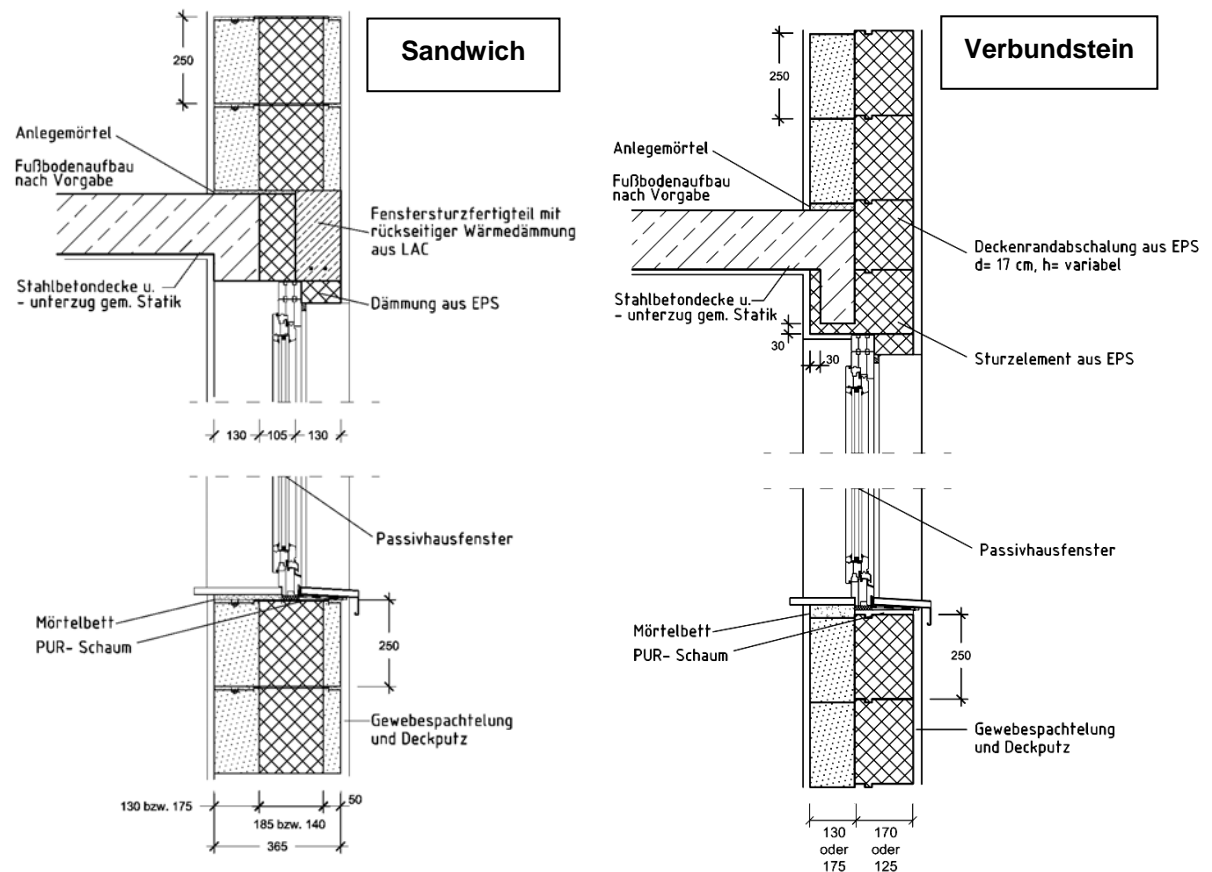 Sandwich
250
Anlegemörtel
Fußbodenaufbau
nach Vorgabe
Fenstersturzfertigteil mit
rückseitiger Wärmedämmung
aus LAC
Stahlbetondecke u.
- unterzug gem. Statik
Dämmung aus EPS
130
105
130
Passivhausfenster
Mörtelbett
PUR- Schaum
250
Gewebespachtelung
und Deckputz
130 bzw. 175
50
185 bzw. 140
365
Verbundstein
250
Anlegemörtel
Fußbodenaufbau
nach Vorgabe
Deckenrandabschalung aus EPS
d= 17 cm, h= variabel
Stahlbetondecke u.
- unterzug gem. Statik
30
30
Sturzelement aus EPS
Passivhausfenster
Mörtelbett
PUR- Schaum
250
Gewebespachtelung
und Deckputz
130
oder
175
170
oder
125